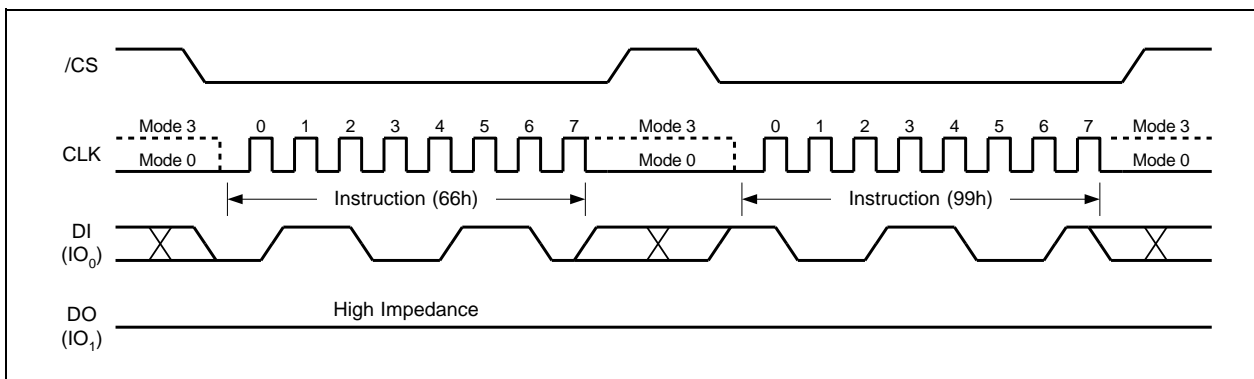 /CS
Mode 3 0 1 2 3 4 5 6 7 Mode 3 0 1 2 3 4 5 6 7 Mode 3
CLK
Mode 0 Mode 0 Mode 0
Instruction (66h) Instruction (99h)
DI
(IO0)
High Impedance
DO
(IO1)